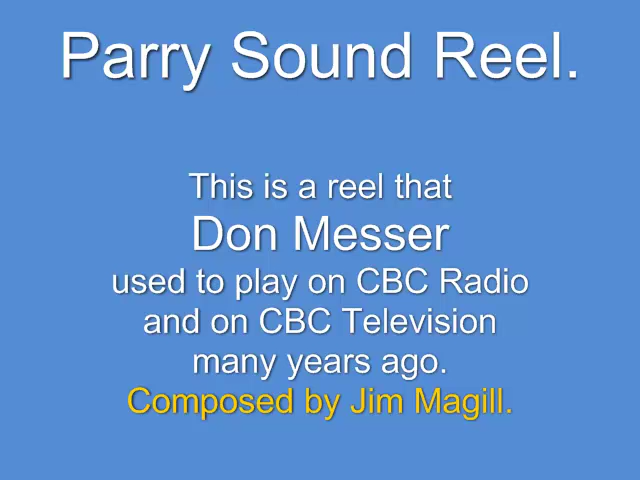 Parry Sound Reel.
This is a reel that
Don Messer
used to play on CBC Radio
and on CBC Television
many years ago.
Composed by Jim Magill.